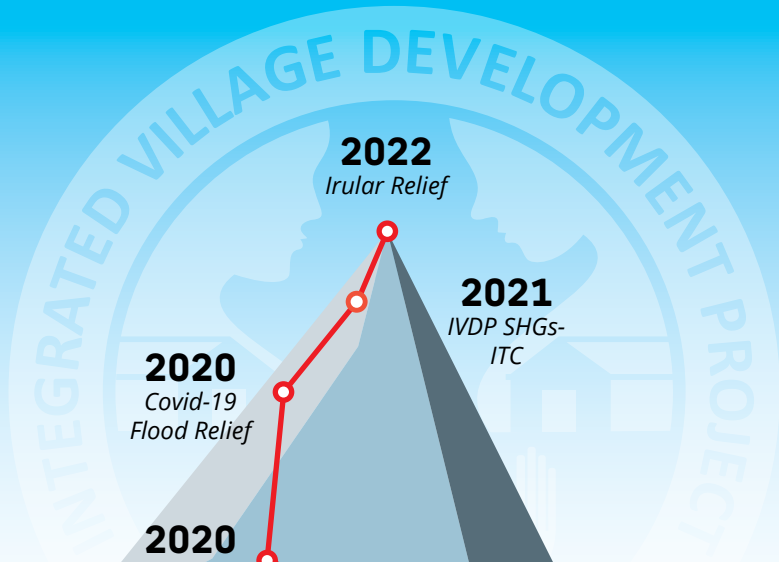 INTEGRATED VILLAGE DEVELOPMENT PROJECT
2022
Irular Relief
2021
IVDP SHGs-
ITC
2020
Covid-19
Flood Relief
2020